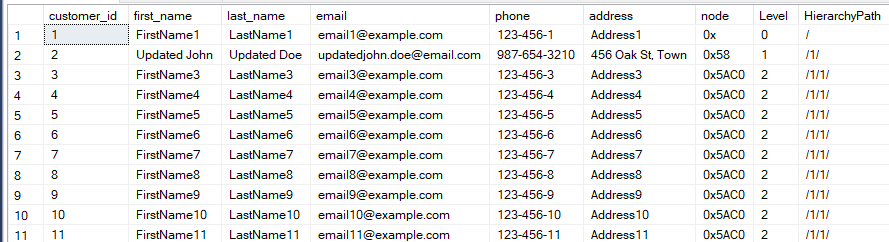 customer_id first_name last_name email phone address node Level HierarchyPath
1 1 FirstName1 LastName1 email1@example.com 123-456-1 Address1 0x 0 /
2 2 Updated John Updated Doe updatedjohn.doe@email.com 987-654-3210 456 Oak St, Town 0x58 1 /1/
3 3 FirstName3 LastName3 email3@example.com 123-456-3 Address3 0x5AC0 2 /1/1/
4 4 FirstName4 LastName4 email4@example.com 123-456-4 Address4 0x5AC0 2 /1/1/
5 5 FirstName5 LastName5 email5@example.com 123-456-5 Address5 0x5AC0 2 /1/1/
6 6 FirstName6 LastName6 email6@example.com 123-456-6 Address6 0x5AC0 2 /1/1/
7 7 FirstName7 LastName7 email7@example.com 123-456-7 Address7 0x5AC0 2 /1/1/
8 8 FirstName8 LastName8 email8@example.com 123-456-8 Address8 0x5AC0 2 /1/1/
9 9 FirstName9 LastName9 email9@example.com 123-456-9 Address9 0x5AC0 2 /1/1/
10 10 FirstName10 LastName10 email10@example.com 123-456-10 Address10 0x5AC0 2 /1/1/
11 11 FirstName11 LastName11 email11@example.com 123-456-11 Address11 0x5AC0 2 /1/1/